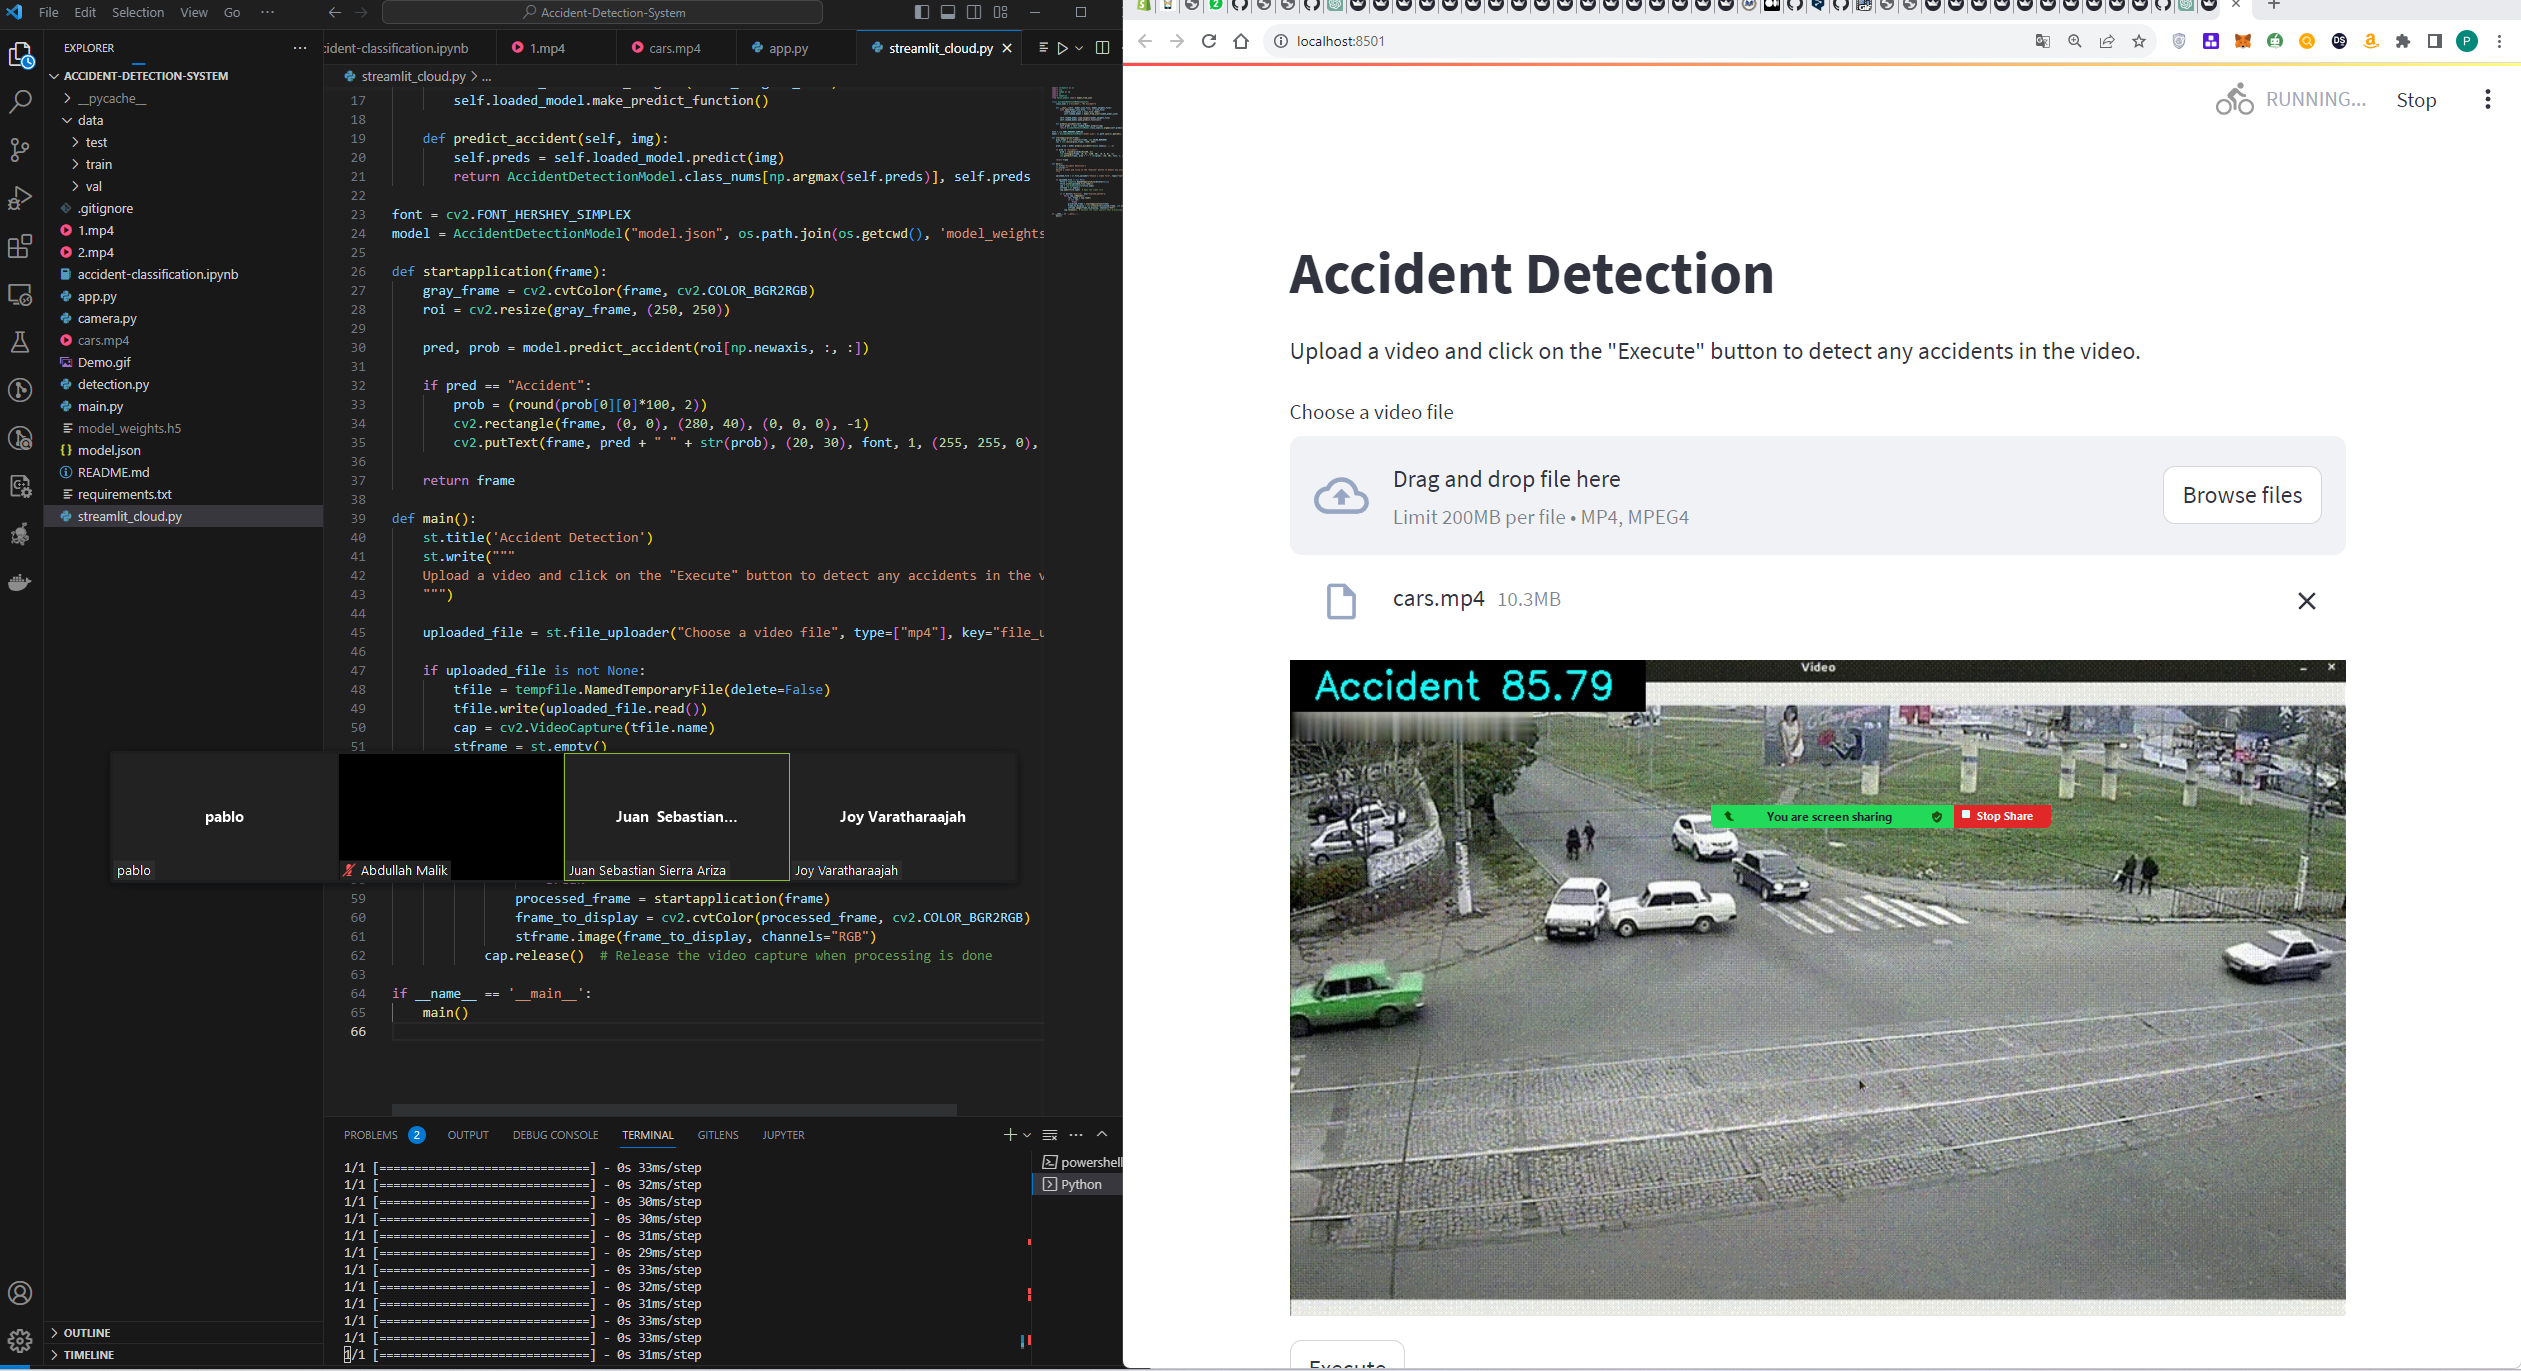 File Edit Selection View Go ···
Accident-Detection-System
EXPLORER
ACCIDENT-DETECTION-SYSTEM
__pycache__
data
test
train
val
.gitignore
1.mp4
2.mp4
accident-classification.ipynb
app.py
camera.py
cars.mp4
Demo.gif
detection.py
main.py
model_weights.h5
model.json
README.md
requirements.txt
streamlit_cloud.py
OUTLINE
TIMELINE
cident-classification.ipynb 1.mp4 cars.mp4 app.py streamlit_cloud.py
streamlit_cloud.py > ...
17 self.loaded_model.make_predict_function()
18
19 def predict_accident(self, img):
20 self.preds = self.loaded_model.predict(img)
21 return AccidentDetectionModel.class_nums[np.argmax(self.preds)], self.preds
22
23 font = cv2.FONT_HERSHEY_SIMPLEX
24 model = AccidentDetectionModel("model.json", os.path.join(os.getcwd(), 'model_weights
25
26 def startapplication(frame):
27 gray_frame = cv2.cvtColor(frame, cv2.COLOR_BGR2RGB)
28 roi = cv2.resize(gray_frame, (250, 250))
29
30 pred, prob = model.predict_accident(roi[np.newaxis, :, :])
31
32 if pred == "Accident":
33 prob = (round(prob[0][0]*100, 2))
34 cv2.rectangle(frame, (0, 0), (280, 40), (0, 0, 0), -1)
35 cv2.putText(frame, pred + " " + str(prob), (20, 30), font, 1, (255, 255, 0),
36
37 return frame
38
39 def main():
40 st.title('Accident Detection')
41 st.write("""
42 Upload a video and click on the "Execute" button to detect any accidents in the v
43 """)
44
45 uploaded_file = st.file_uploader("Choose a video file", type=["mp4"], key="file_u
46
47 if uploaded_file is not None:
48 tfile = tempfile.NamedTemporaryFile(delete=False)
49 tfile.write(uploaded_file.read())
50 cap = cv2.VideoCapture(tfile.name)
51 stframe = st.empty()
pablo
Juan Sebastian...
Joy Varatharaajah
pablo
Abdullah Malik
Juan Sebastian Sierra Ariza
Joy Varatharaajah
59 processed_frame = startapplication(frame)
60 frame_to_display = cv2.cvtColor(processed_frame, cv2.COLOR_BGR2RGB)
61 stframe.image(frame_to_display, channels="RGB")
62 cap.release() # Release the video capture when processing is done
63
64 if __name__ == '__main__':
65 main()
66
PROBLEMS 2 OUTPUT DEBUG CONSOLE TERMINAL GITLENS JUPYTER
1/1 [==============================] - 0s 33ms/step
1/1 [==============================] - 0s 32ms/step
1/1 [==============================] - 0s 30ms/step
1/1 [==============================] - 0s 30ms/step
1/1 [==============================] - 0s 31ms/step
1/1 [==============================] - 0s 29ms/step
1/1 [==============================] - 0s 33ms/step
1/1 [==============================] - 0s 32ms/step
1/1 [==============================] - 0s 31ms/step
1/1 [==============================] - 0s 33ms/step
1/1 [==============================] - 0s 33ms/step
1/1 [==============================] - 0s 31ms/step
powershell
Python
localhost:8501
P
RUNNING...
Stop
Accident Detection
Upload a video and click on the "Execute" button to detect any accidents in the video.
Choose a video file
Drag and drop file here
Limit 200MB per file • MP4, MPEG4
Browse files
cars.mp4 10.3MB
Video
Accident 85.79
You are screen sharing
Stop Share
Execute